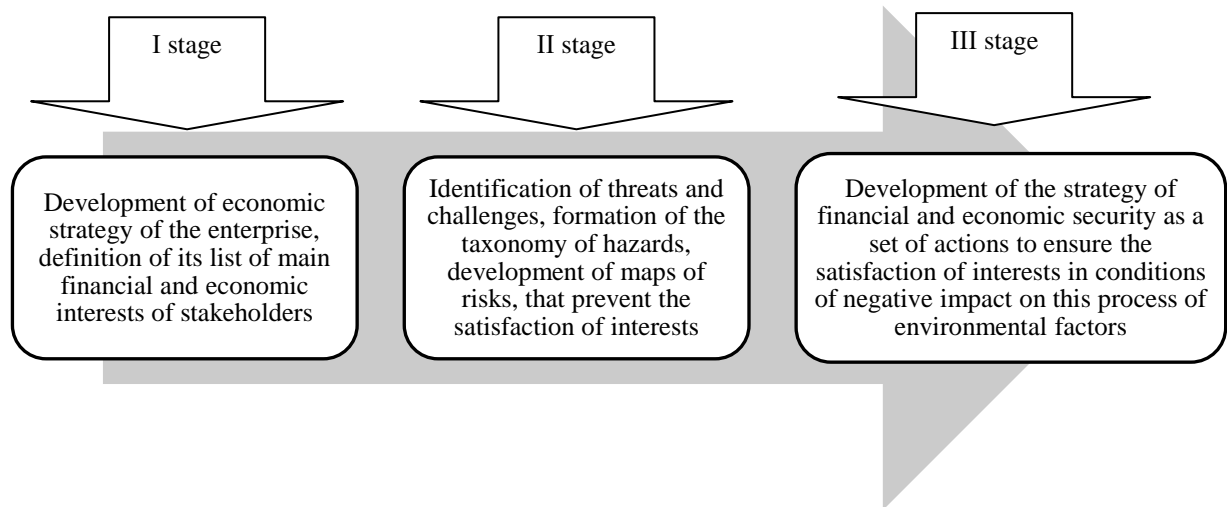 I stage
II stage
III stage
Development of economic
strategy of the enterprise,
definition of its list of main
financial and economic
interests of stakeholders
Identification of threats and
challenges, formation of the
taxonomy of hazards,
development of maps of
risks, that prevent the
satisfaction of interests
Development of the strategy of
financial and economic security as a
set of actions to ensure the
satisfaction of interests in conditions
of negative impact on this process of
environmental factors